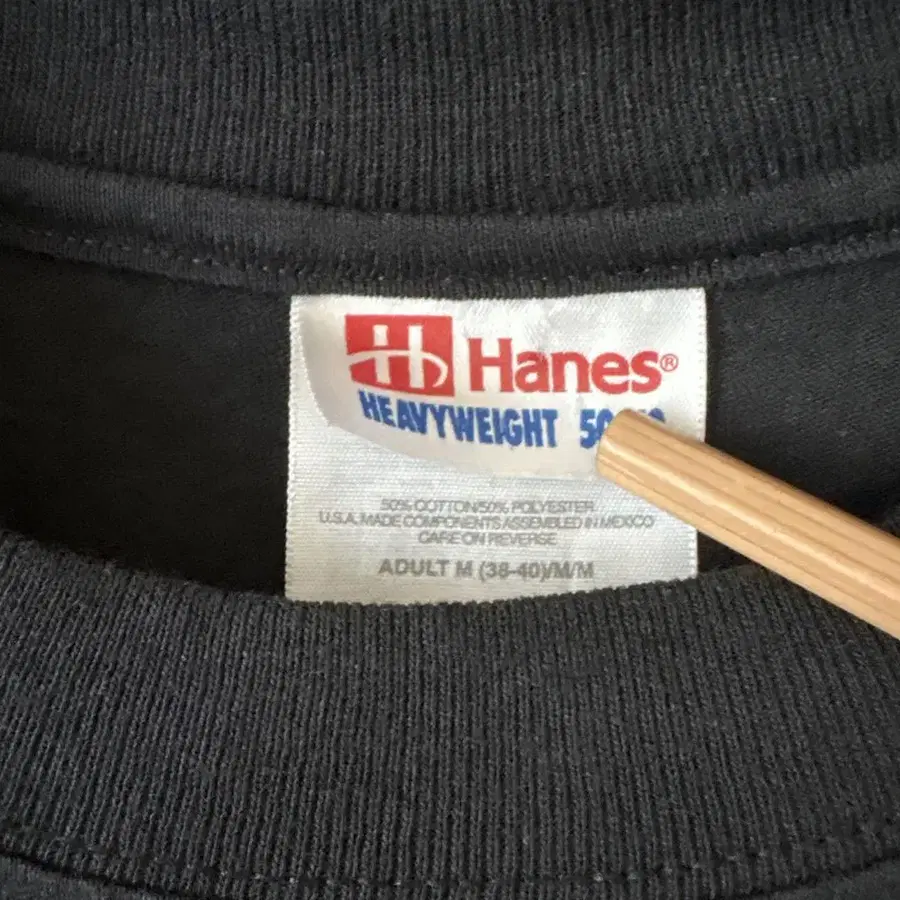 H Hanes®
HEAVYWEIGHT
50% COTTON/50% POLYESTER
U.S.A. MADE COMPONENTS ASSEMBLED IN MEXICO
CARE ON REVERSE
ADULT M (38-40)/M/M